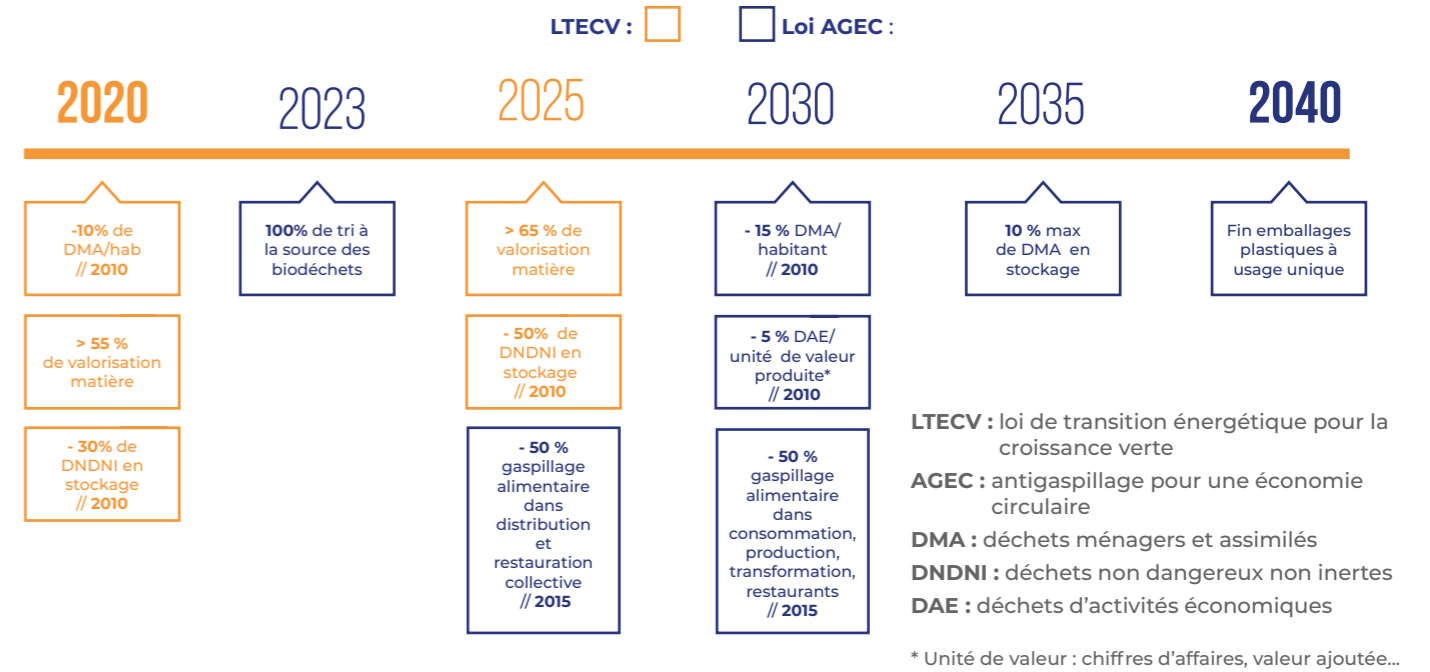 LTECV :
Loi AGEC :
2020
2023
2025
2030
2035
2040
-10% de
DMA/hab
// 2010
> 55 %
de valorisation
matière
- 30% de
DNDNI en
stockage
// 2010
100% de tri à
la source des
biodéchets
> 65 % de
valorisation
matière
- 50% de
DNDNI en
stockage
// 2010
- 50 %
gaspillage
alimentaire
dans
distribution
et
restauration
collective
// 2015
- 15 % DMA/
habitant
// 2010
- 5 % DAE/
unité de valeur
produite*
// 2010
- 50 %
gaspillage
alimentaire
dans
consommation,
production,
transformation,
restaurants
// 2015
10 % max
de DMA en
stockage
Fin emballages
plastiques à
usage unique
LTECV : loi de transition énergétique pour la
croissance verte
AGEC : antigaspillage pour une économie
circulaire
DMA : déchets ménagers et assimilés
DNDNI : déchets non dangereux non inertes
DAE : déchets d’activités économiques
* Unité de valeur : chiffres d’affaires, valeur ajoutée...